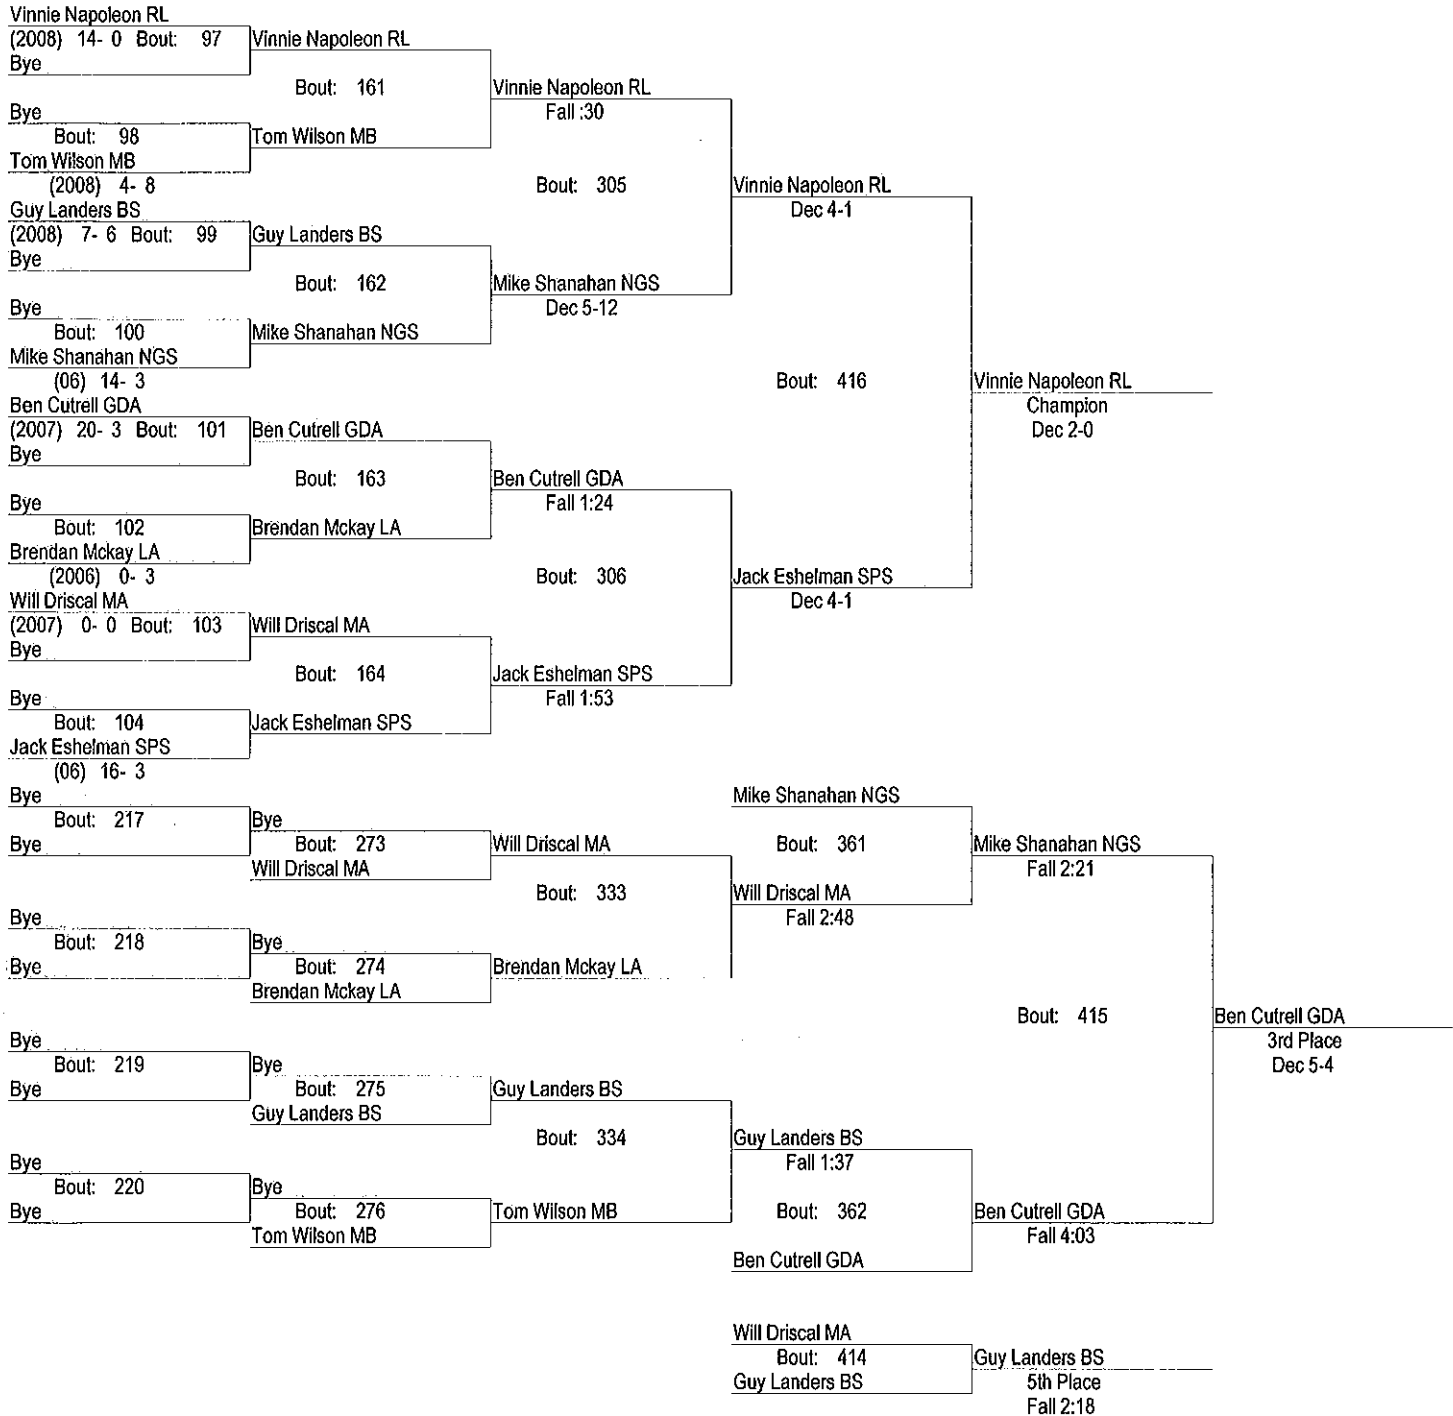 Vinnie Napoleon RL
(2008) 14- 0 Bout: 97
Bye
Vinnie Napoleon RL
Bout: 161
Bye
Bout: 98
Tom Wilson MB
(2008) 4- 8
Tom Wilson MB
Vinnie Napoleon RL
Fall :30
Bout: 305
Guy Landers BS
(2008) 7- 6 Bout: 99
Bye
Guy Landers BS
Bout: 162
Bye
Bout: 100
Mike Shanahan NGS
(06) 14- 3
Mike Shanahan NGS
Mike Shanahan NGS
Dec 5-12
Vinnie Napoleon RL
Dec 4-1
Bout: 416
Vinnie Napoleon RL
Champion
Dec 2-0
Ben Cutrell GDA
(2007) 20- 3 Bout: 101
Bye
Ben Cutrell GDA
Bout: 163
Bye
Bout: 102
Brendan Mckay LA
(2006) 0- 3
Brendan Mckay LA
Ben Cutrell GDA
Fall 1:24
Bout: 306
Will Driscal MA
(2007) 0- 0 Bout: 103
Bye
Will Driscal MA
Bout: 164
Bye
Bout: 104
Jack Eshelman SPS
(06) 16- 3
Jack Eshelman SPS
Jack Eshelman SPS
Fall 1:53
Jack Eshelman SPS
Dec 4-1
Bye
Bout: 217
Bye
Bye
Bout: 273
Will Driscal MA
Will Driscal MA
Bout: 333
Bye
Bout: 218
Bye
Bye
Bout: 274
Brendan Mckay LA
Brendan Mckay LA
Mike Shanahan NGS
Bout: 361
Will Driscal MA
Fall 2:48
Mike Shanahan NGS
Fall 2:21
Bout: 415
Ben Cutrell GDA
3rd Place
Dec 5-4
Bye
Bout: 219
Bye
Bye
Bout: 275
Guy Landers BS
Guy Landers BS
Bout: 334
Bye
Bout: 220
Bye
Bye
Bout: 276
Tom Wilson MB
Tom Wilson MB
Guy Landers BS
Fall 1:37
Bout: 362
Ben Cutrell GDA
Ben Cutrell GDA
Fall 4:03
Will Driscal MA
Bout: 414
Guy Landers BS
Guy Landers BS
5th Place
Fall 2:18